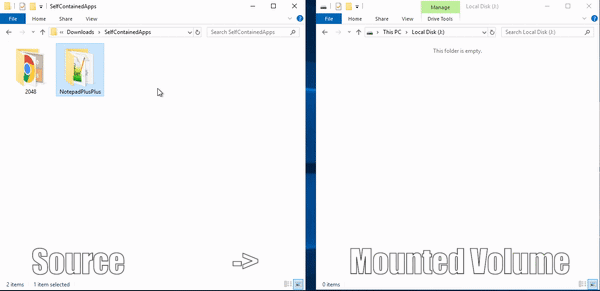 SelfContainedApps
File Home Share View
Downloads > SelfContainedApps
Search SelfContainedApps
2048
NotepadPlusPlus
Source ->
2 items 1 item selected
Manage
Local Disk (J:)
File Home Share View Drive Tools
This PC > Local Disk (J:)
Search Local Disk (J:)
This folder is empty.
Mounted Volume
0 items